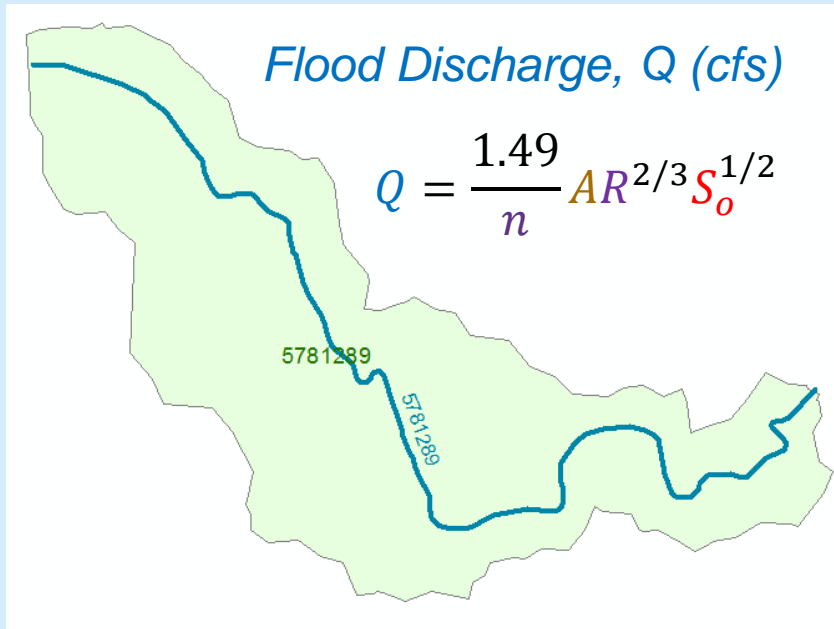 Flood Discharge, Q (cfs)
Q = 1.49/n AR^2/3 S_o^1/2
5781289
5781289